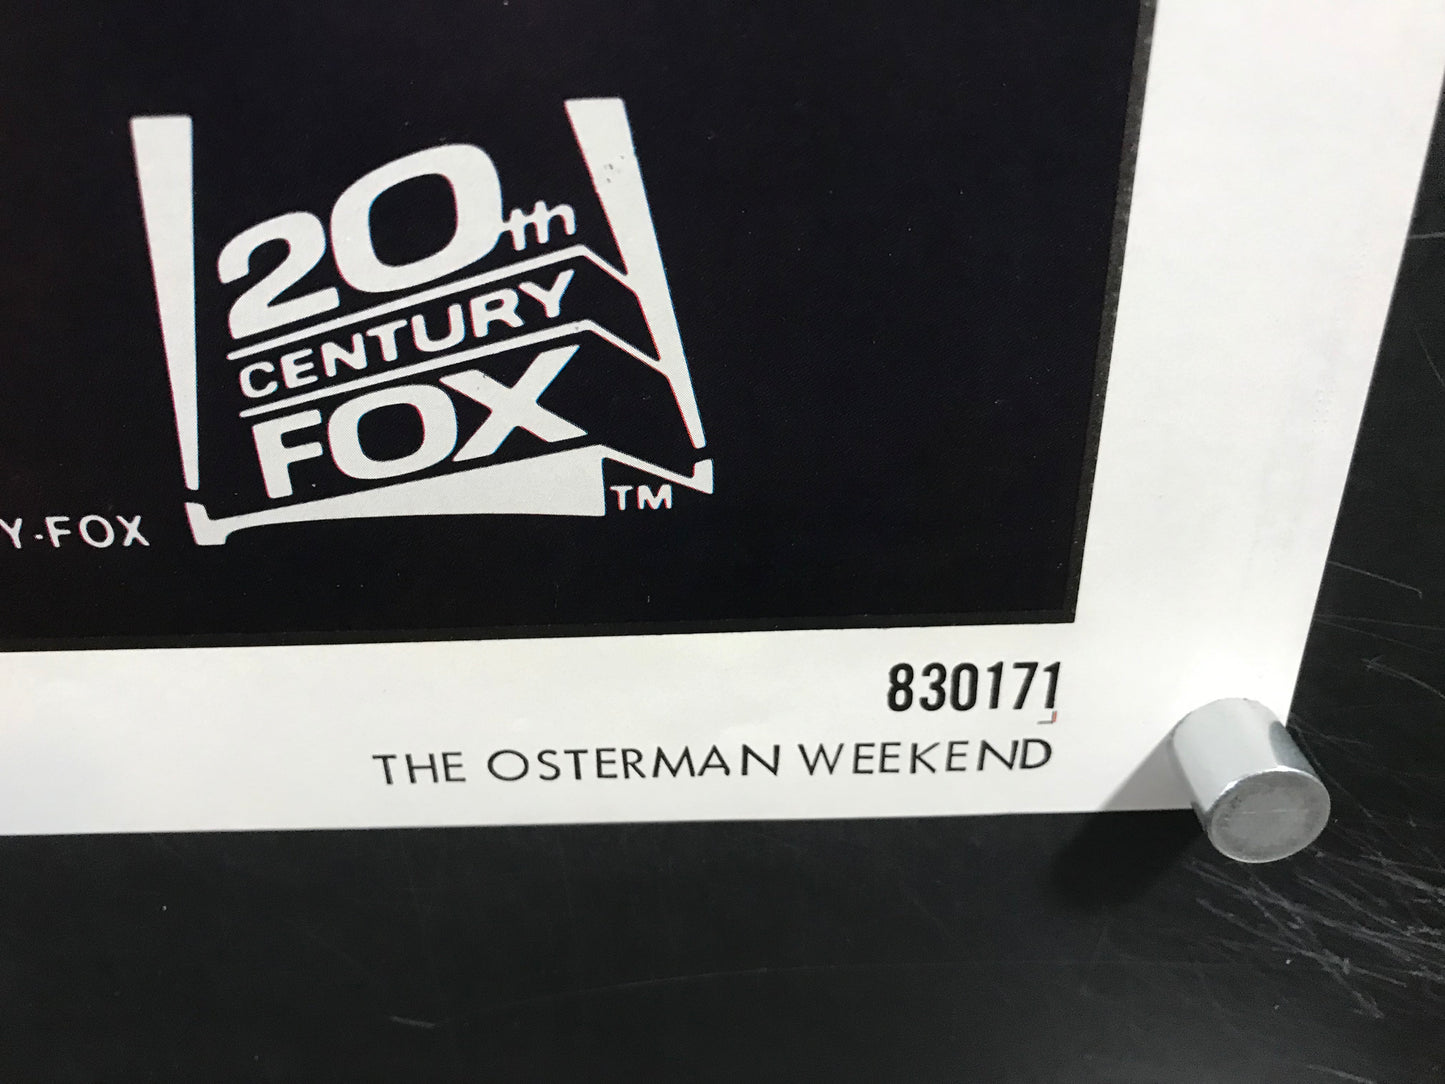 20th
CENTURY
FOX
TM
Y-FOX
830171
THE OSTERMAN WEEKEND